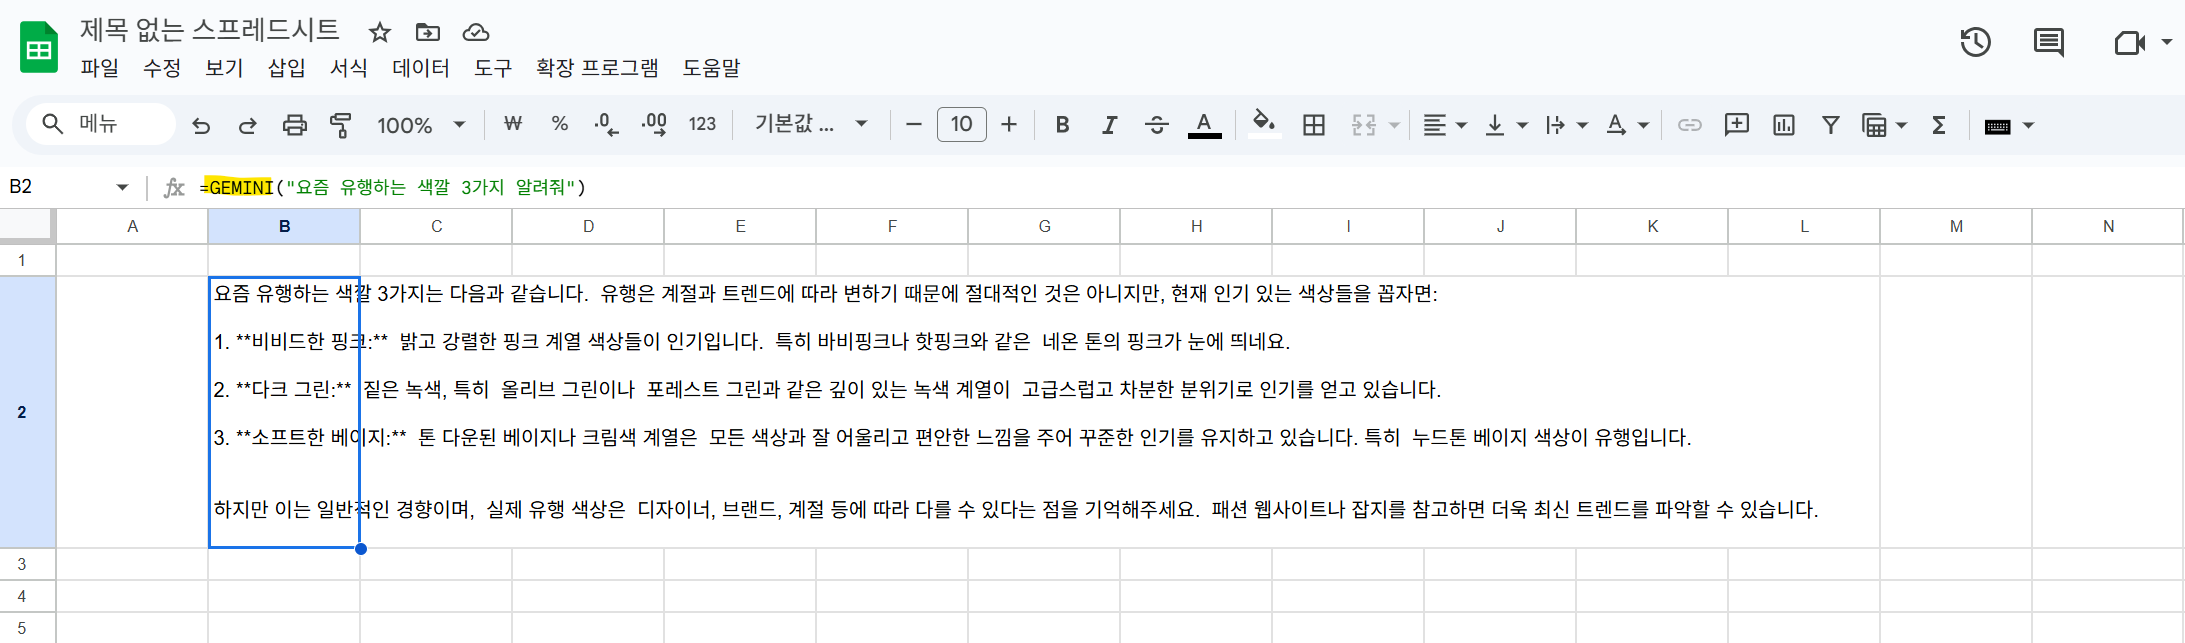 제목 없는 스프레드시트
파일 수정 보기 삽입 서식 데이터 도구 확장 프로그램 도움말
메뉴 100% ₩ % .0 .00 123 기본값 ... 10 B I A A Σ
B2 fx =GEMINI("요즘 유행하는 색깔 3가지 알려줘")
A B C D E F G H I J K L M N
1
2
요즘 유행하는 색깔 3가지는 다음과 같습니다. 유행은 계절과 트렌드에 따라 변하기 때문에 절대적인 것은 아니지만, 현재 인기 있는 색상들을 꼽자면:
1. **비비드한 핑크:** 밝고 강렬한 핑크 계열 색상들이 인기입니다. 특히 바비핑크나 핫핑크와 같은 네온 톤의 핑크가 눈에 띄네요.
2. **다크 그린:** 짙은 녹색, 특히 올리브 그린이나 포레스트 그린과 같은 깊이 있는 녹색 계열이 고급스럽고 차분한 분위기로 인기를 얻고 있습니다.
3. **소프트한 베이지:** 톤 다운된 베이지나 크림색 계열은 모든 색상과 잘 어울리고 편안한 느낌을 주어 꾸준한 인기를 유지하고 있습니다. 특히 누드톤 베이지 색상이 유행입니다.
하지만 이는 일반적인 경향이며, 실제 유행 색상은 디자이너, 브랜드, 계절 등에 따라 다를 수 있다는 점을 기억해주세요. 패션 웹사이트나 잡지를 참고하면 더욱 최신 트렌드를 파악할 수 있습니다.
3
4
5